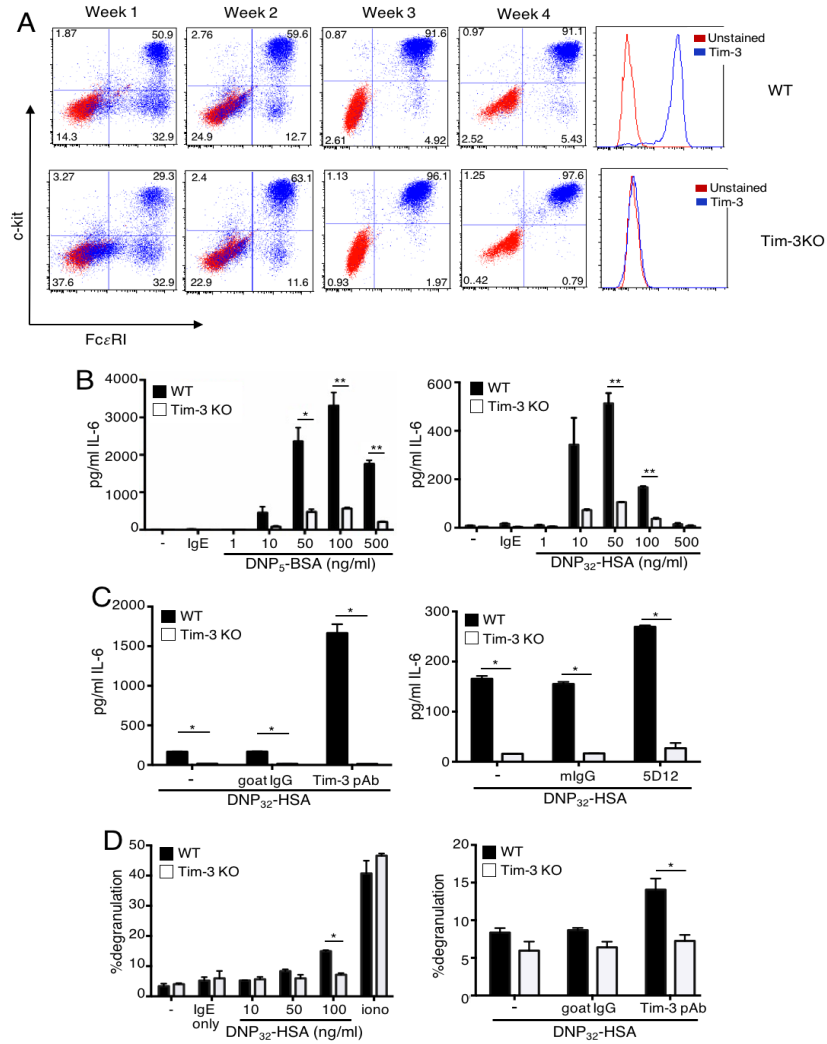 A
Week 1 Week 2 Week 3 Week 4
1.87 50.9 2.76 59.6 0.87 91.6 0.97 91.1
Unstained
Tim-3
WT
14.3 32.9 24.9 12.7 2.61 4.92 2.52 5.43
3.27 29.3 2.4 63.1 1.13 96.1 1.25 97.6
Unstained
Tim-3
Tim-3KO
37.6 32.9 22.9 11.6 0.93 1.97 0..42 0.79
c-kit
FcεRI
B
WT
Tim-3 KO
pg/ml IL-6
4000
3000
2000
1000
0
* ** **
- IgE 1 10 50 100 500
DNP5-BSA (ng/ml)
WT
Tim-3 KO
pg/ml IL-6
600
400
200
0
** **
- IgE 1 10 50 100 500
DNP32-HSA (ng/ml)
C
WT
Tim-3 KO
pg/ml IL-6
2000
1500
1000
500
0
* * *
- goat IgG Tim-3 pAb
DNP32-HSA
WT
Tim-3 KO
pg/ml IL-6
300
200
100
0
* * *
- mIgG 5D12
DNP32-HSA
D
WT
Tim-3 KO
%degranulation
50
40
30
20
10
0
*
- IgE only 10 50 100 iono
DNP32-HSA (ng/ml)
WT
Tim-3 KO
%degranulation
20
15
10
5
0
*
- goat IgG Tim-3 pAb
DNP32-HSA